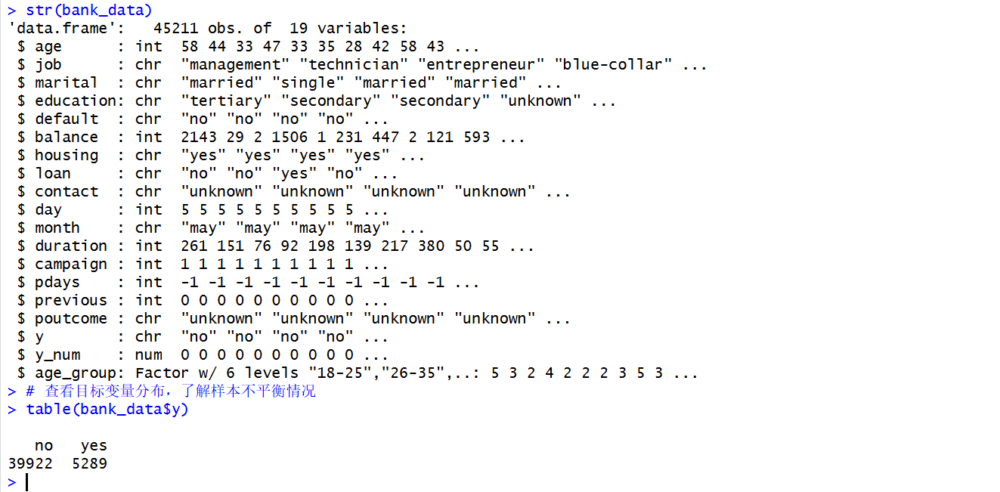 > str(bank_data)
'data.frame':   45211 obs. of  19 variables:
 $ age      : int  58 44 33 47 33 35 28 42 58 43 ...
 $ job      : chr  "management" "technician" "entrepreneur" "blue-collar" ...
 $ marital  : chr  "married" "single" "married" "married" ...
 $ education: chr  "tertiary" "secondary" "secondary" "unknown" ...
 $ default  : chr  "no" "no" "no" "no" ...
 $ balance  : int  2143 29 2 1506 1 231 447 2 121 593 ...
 $ housing  : chr  "yes" "yes" "yes" "yes" ...
 $ loan     : chr  "no" "no" "yes" "no" ...
 $ contact  : chr  "unknown" "unknown" "unknown" "unknown" ...
 $ day      : int  5 5 5 5 5 5 5 5 5 5 ...
 $ month    : chr  "may" "may" "may" "may" ...
 $ duration : int  261 151 76 92 198 139 217 380 50 55 ...
 $ campaign : int  1 1 1 1 1 1 1 1 1 1 ...
 $ pdays    : int  -1 -1 -1 -1 -1 -1 -1 -1 -1 -1 ...
 $ previous : int  0 0 0 0 0 0 0 0 0 0 ...
 $ poutcome : chr  "unknown" "unknown" "unknown" "unknown" ...
 $ y        : chr  "no" "no" "no" "no" ...
 $ y_num    : num  0 0 0 0 0 0 0 0 0 0 ...
 $ age_group: Factor w/ 6 levels "18-25","26-35",..: 5 3 2 4 2 2 2 3 5 3 ...
> # 查看目标变量分布，了解样本不平衡情况
> table(bank_data$y)
   no   yes
39922  5289
>